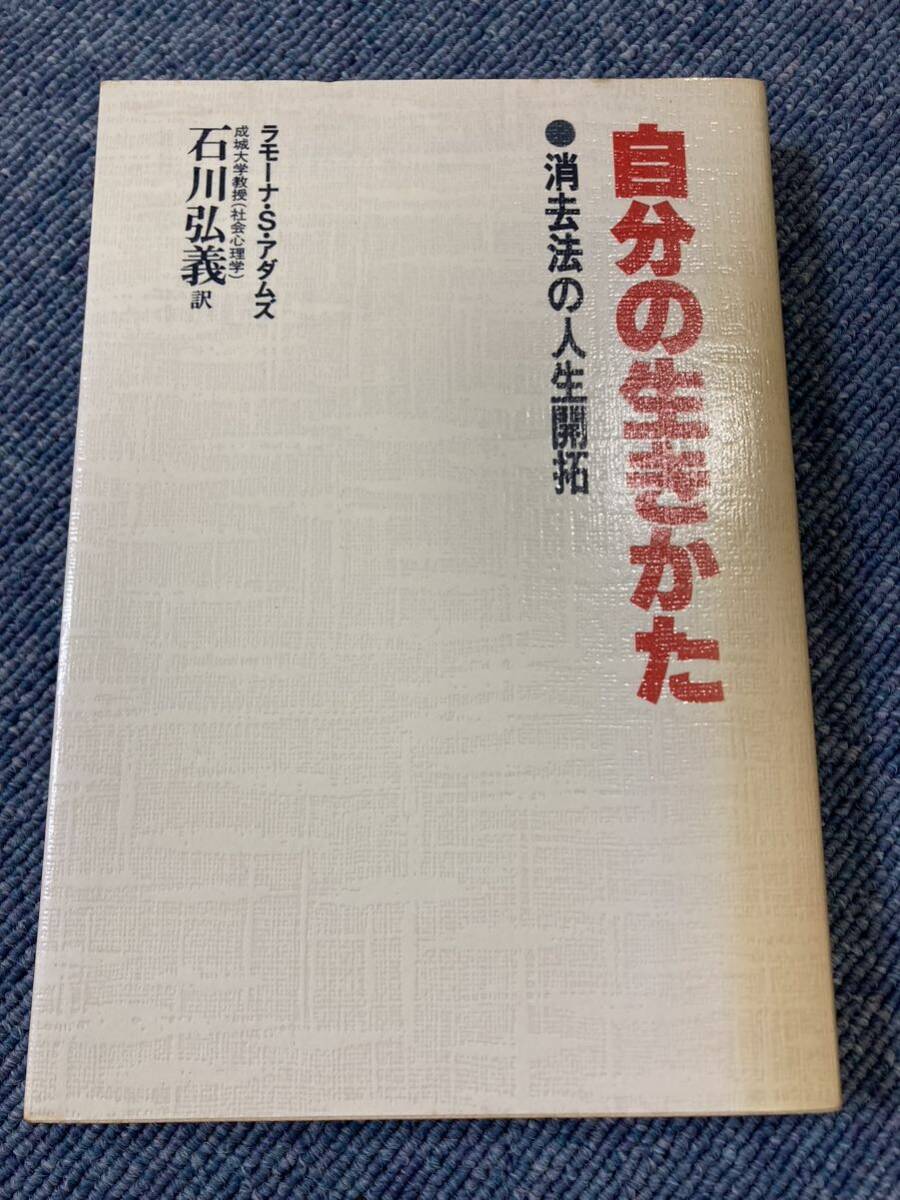 自分の生きかた
●消去法の人生開拓
ラモーナ・S・アダムズ
成城大学教授(社会心理学)
石川弘義 訳